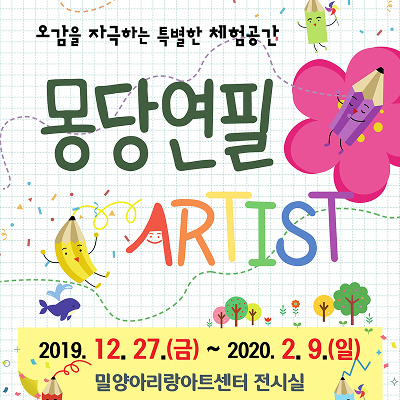 오감을 자극하는 특별한 체험공간
몽당연필
ARTIST
2019. 12. 27.(금) ~ 2020. 2. 9.(일)
밀양아리랑아트센터 전시실